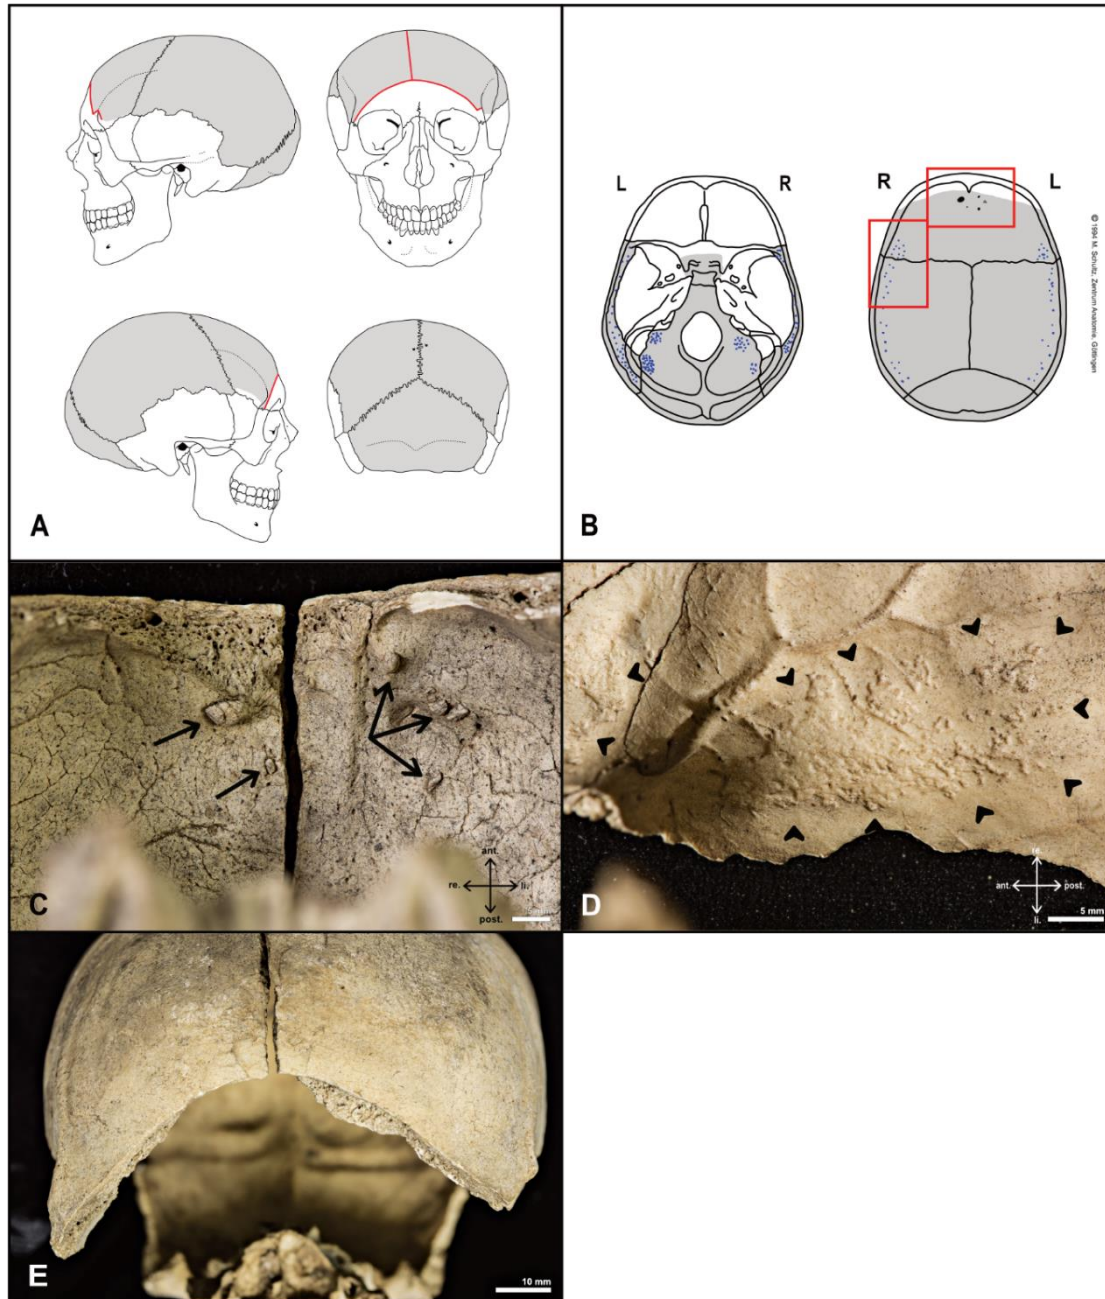 A
L
R
R
L
© 1994 M. Schultz, Zentrum Anatomie, Göttingen
B
ant.
re.
li.
post.
C
re.
ant.
post.
li.
5 mm
D
E
10 mm